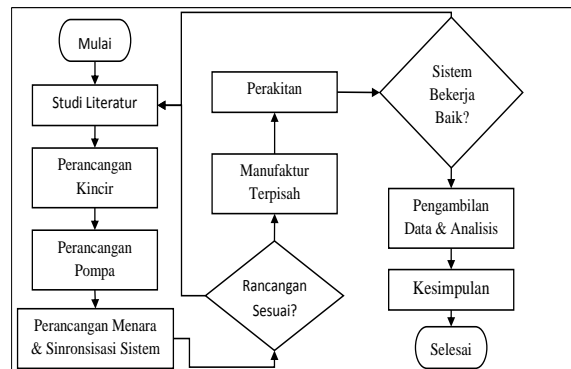 Mulai
Studi Literatur
Perancangan
Kincir
Perancangan
Pompa
Perancangan Menara
& Sinronsisasi Sistem
Rancangan
Sesuai?
Manufaktur
Terpisah
Perakitan
Sistem
Bekerja
Baik?
Pengambilan
Data & Analisis
Kesimpulan
Selesai